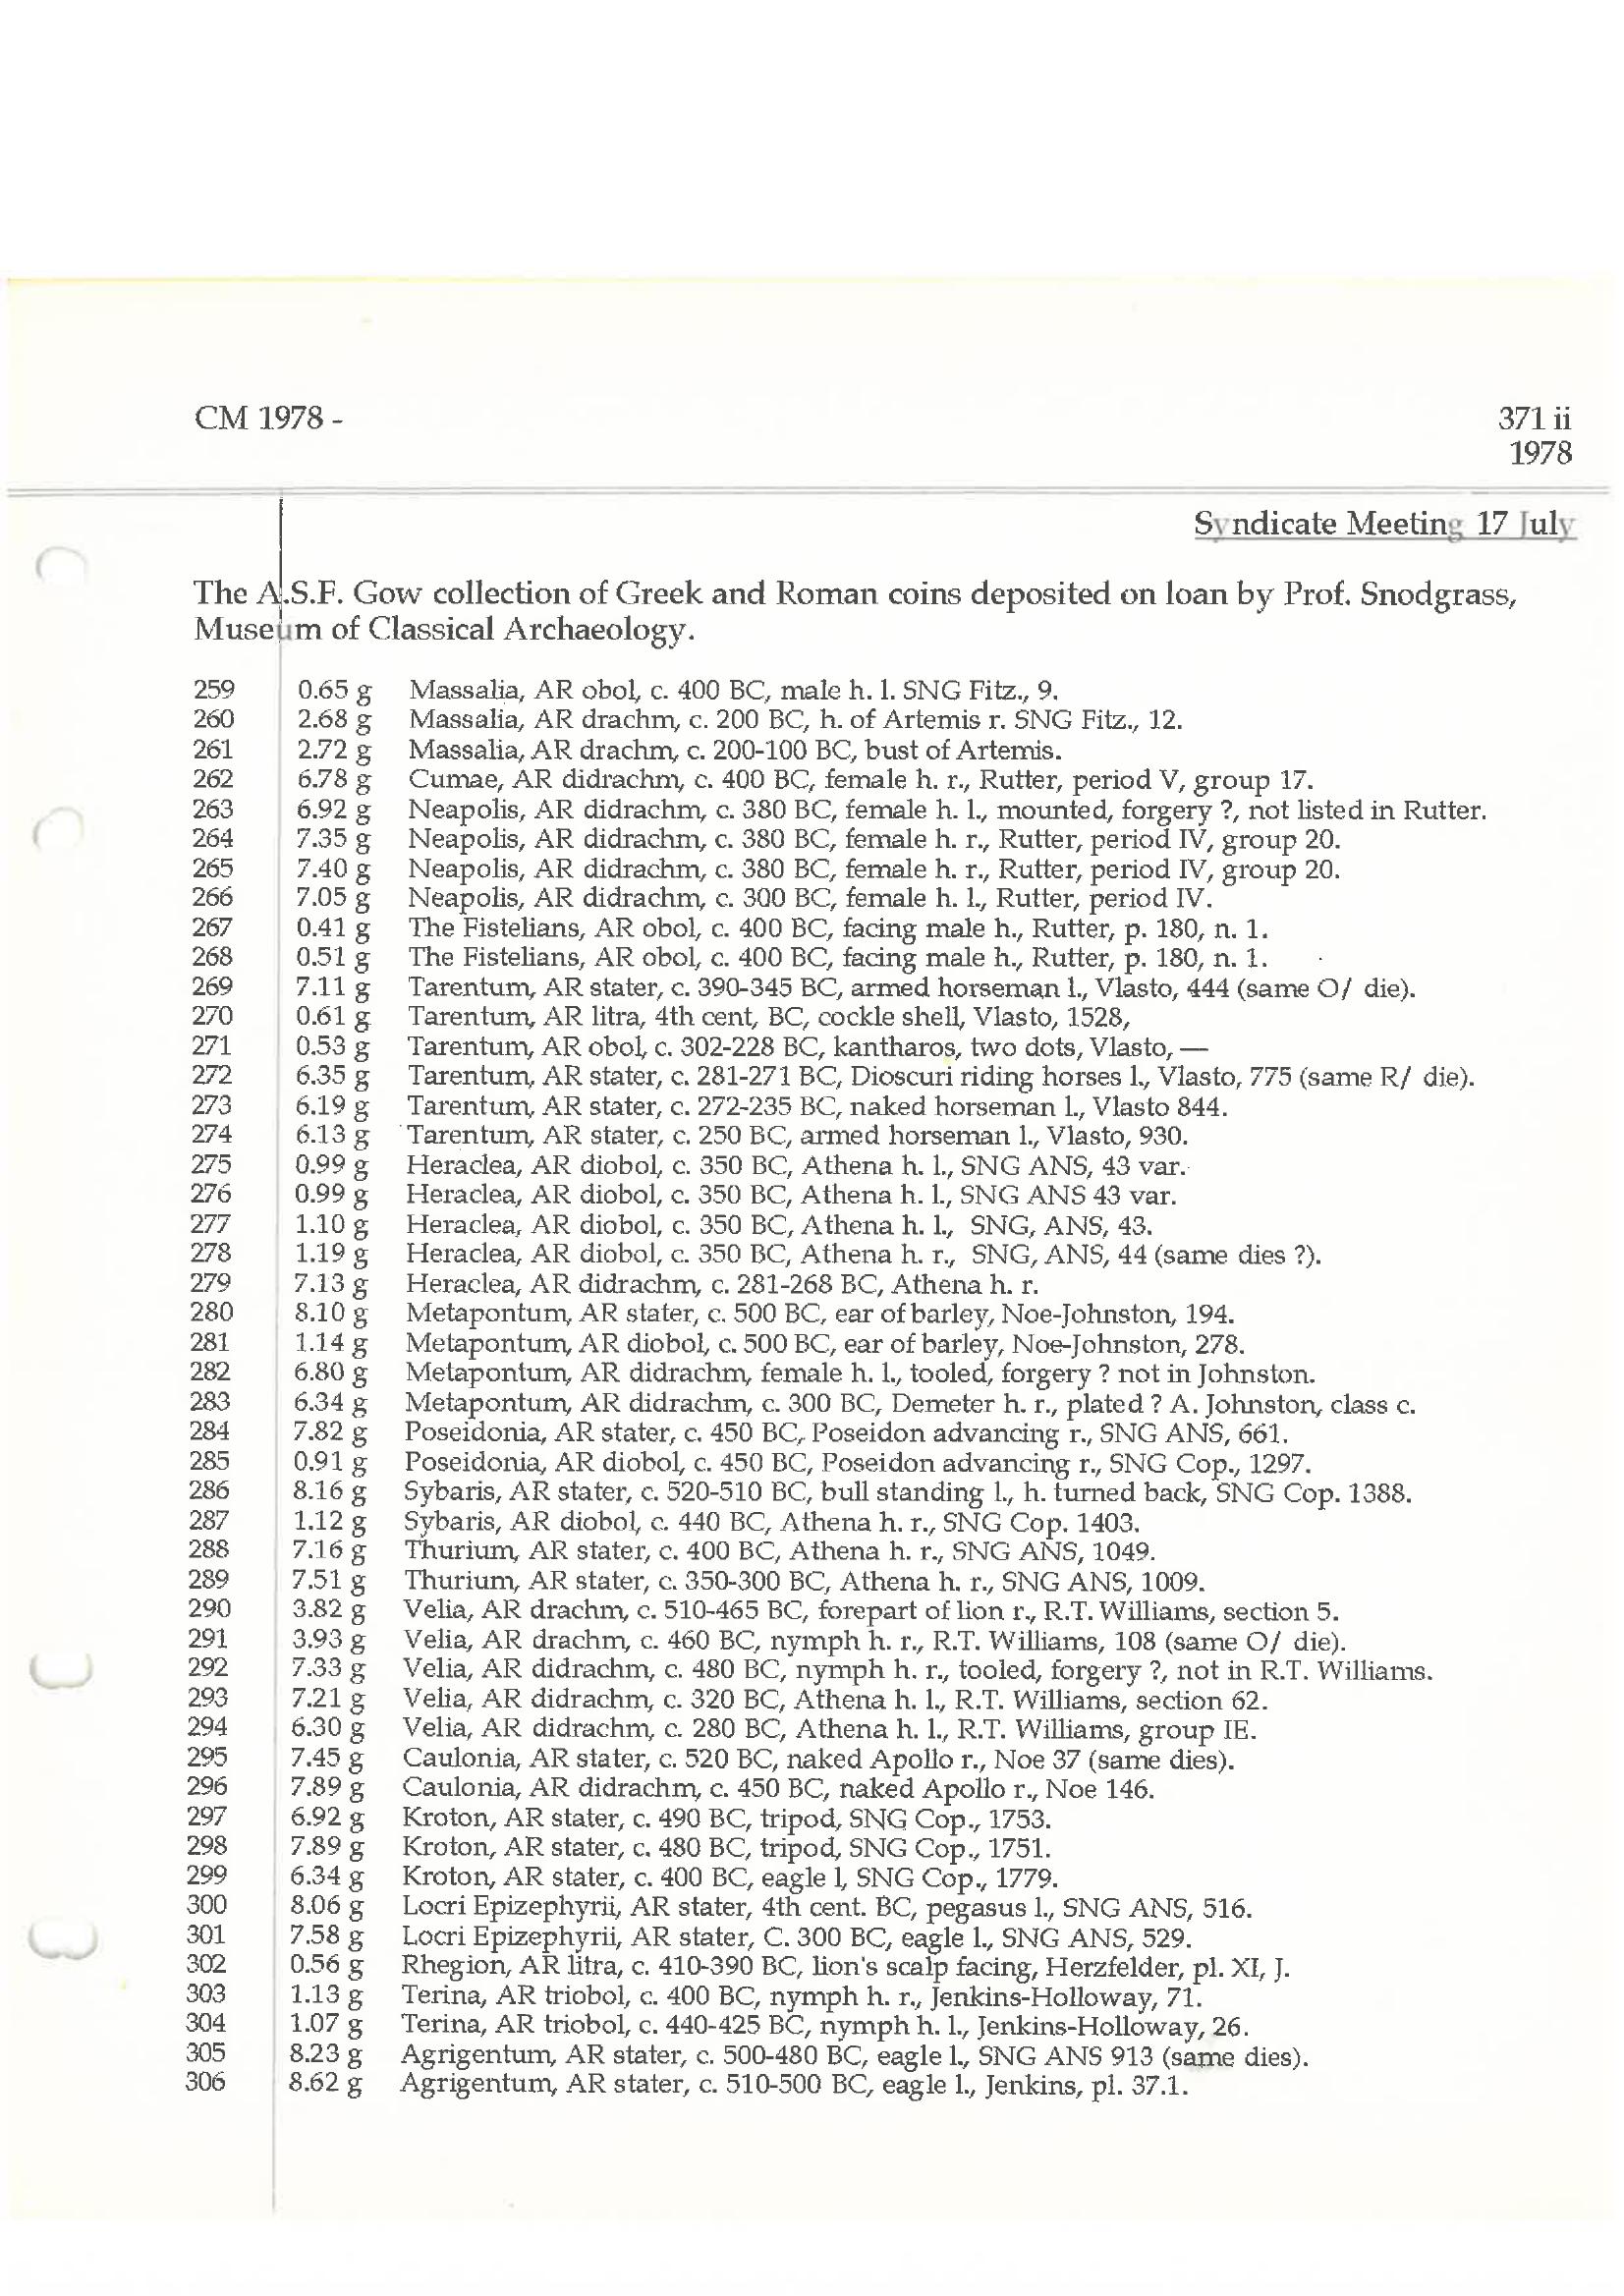 CM 1978 -
371 ii
1978
Syndicate Meeting 17 July
The A.S.F. Gow collection of Greek and Roman coins deposited on loan by Prof. Snodgrass,
Museum of Classical Archaeology.
259 0.65 g Massalia, AR obol, c. 400 BC, male h. l. SNG Fitz., 9.
260 2.68 g Massalia, AR drachm, c. 200 BC, h. of Artemis r. SNG Fitz., 12.
261 2.72 g Massalia, AR drachm, c. 200-100 BC, bust of Artemis.
262 6.78 g Cumae, AR didrachm, c. 400 BC, female h. r., Rutter, period V, group 17.
263 6.92 g Neapolis, AR didrachm, c. 380 BC, female h. l., mounted, forgery ?, not listed in Rutter.
264 7.35 g Neapolis, AR didrachm, c. 380 BC, female h. r., Rutter, period IV, group 20.
265 7.40 g Neapolis, AR didrachm, c. 380 BC, female h. r., Rutter, period IV, group 20.
266 7.05 g Neapolis, AR didrachm, c. 300 BC, female h. l., Rutter, period IV.
267 0.41 g The Fistelians, AR obol, c. 400 BC, facing male h., Rutter, p. 180, n. 1.
268 0.51 g The Fistelians, AR obol, c. 400 BC, facing male h., Rutter, p. 180, n. 1.
269 7.11 g Tarentum, AR stater, c. 390-345 BC, armed horseman l., Vlasto, 444 (same O/ die).
270 0.61 g Tarentum, AR litra, 4th cent, BC, cockle shell, Vlasto, 1528,
271 0.53 g Tarentum, AR obol, c. 302-228 BC, kantharos, two dots, Vlasto, —
272 6.35 g Tarentum, AR stater, c. 281-271 BC, Dioscuri riding horses l., Vlasto, 775 (same R/ die).
273 6.19 g Tarentum, AR stater, c. 272-235 BC, naked horseman l., Vlasto 844.
274 6.13 g Tarentum, AR stater, c. 250 BC, armed horseman l., Vlasto, 930.
275 0.99 g Heraclea, AR diobol, c. 350 BC, Athena h. l., SNG ANS, 43 var.
276 0.99 g Heraclea, AR diobol, c. 350 BC, Athena h. l., SNG ANS 43 var.
277 1.10 g Heraclea, AR diobol, c. 350 BC, Athena h. l., SNG, ANS, 43.
278 1.19 g Heraclea, AR diobol, c. 350 BC, Athena h. r., SNG, ANS, 44 (same dies ?).
279 7.13 g Heraclea, AR didrachm, c. 281-268 BC, Athena h. r.
280 8.10 g Metapontum, AR stater, c. 500 BC, ear of barley, Noe-Johnston, 194.
281 1.14 g Metapontum, AR diobol, c. 500 BC, ear of barley, Noe-Johnston, 278.
282 6.80 g Metapontum, AR didrachm, female h. l., tooled, forgery ? not in Johnston.
283 6.34 g Metapontum, AR didrachm, c. 300 BC, Demeter h. r., plated ? A. Johnston, class c.
284 7.82 g Poseidonia, AR stater, c. 450 BC, Poseidon advancing r., SNG ANS, 661.
285 0.91 g Poseidonia, AR diobol, c. 450 BC, Poseidon advancing r., SNG Cop., 1297.
286 8.16 g Sybaris, AR stater, c. 520-510 BC, bull standing l., h. turned back, SNG Cop. 1388.
287 1.12 g Sybaris, AR diobol, c. 440 BC, Athena h. r., SNG Cop. 1403.
288 7.16 g Thurium, AR stater, c. 400 BC, Athena h. r., SNG ANS, 1049.
289 7.51 g Thurium, AR stater, c. 350-300 BC, Athena h. r., SNG ANS, 1009.
290 3.82 g Velia, AR drachm, c. 510-465 BC, forepart of lion r., R.T. Williams, section 5.
291 3.93 g Velia, AR drachm, c. 460 BC, nymph h. r., R.T. Williams, 108 (same O/ die).
292 7.33 g Velia, AR didrachm, c. 480 BC, nymph h. r., tooled, forgery ?, not in R.T. Williams.
293 7.21 g Velia, AR didrachm, c. 320 BC, Athena h. l., R.T. Williams, section 62.
294 6.30 g Velia, AR didrachm, c. 280 BC, Athena h. l., R.T. Williams, group IE.
295 7.45 g Caulonia, AR stater, c. 520 BC, naked Apollo r., Noe 37 (same dies).
296 7.89 g Caulonia, AR didrachm, c. 450 BC, naked Apollo r., Noe 146.
297 6.92 g Kroton, AR stater, c. 490 BC, tripod, SNG Cop., 1753.
298 7.89 g Kroton, AR stater, c. 480 BC, tripod, SNG Cop., 1751.
299 6.34 g Kroton, AR stater, c. 400 BC, eagle l, SNG Cop., 1779.
300 8.06 g Locri Epizephyrii, AR stater, 4th cent. BC, pegasus l., SNG ANS, 516.
301 7.58 g Locri Epizephyrii, AR stater, C. 300 BC, eagle l., SNG ANS, 529.
302 0.56 g Rhegion, AR litra, c. 410-390 BC, lion's scalp facing, Herzfelder, pl. XI, J.
303 1.13 g Terina, AR triobol, c. 400 BC, nymph h. r., Jenkins-Holloway, 71.
304 1.07 g Terina, AR triobol, c. 440-425 BC, nymph h. l., Jenkins-Holloway, 26.
305 8.23 g Agrigentum, AR stater, c. 500-480 BC, eagle l., SNG ANS 913 (same dies).
306 8.62 g Agrigentum, AR stater, c. 510-500 BC, eagle l., Jenkins, pl. 37.1.